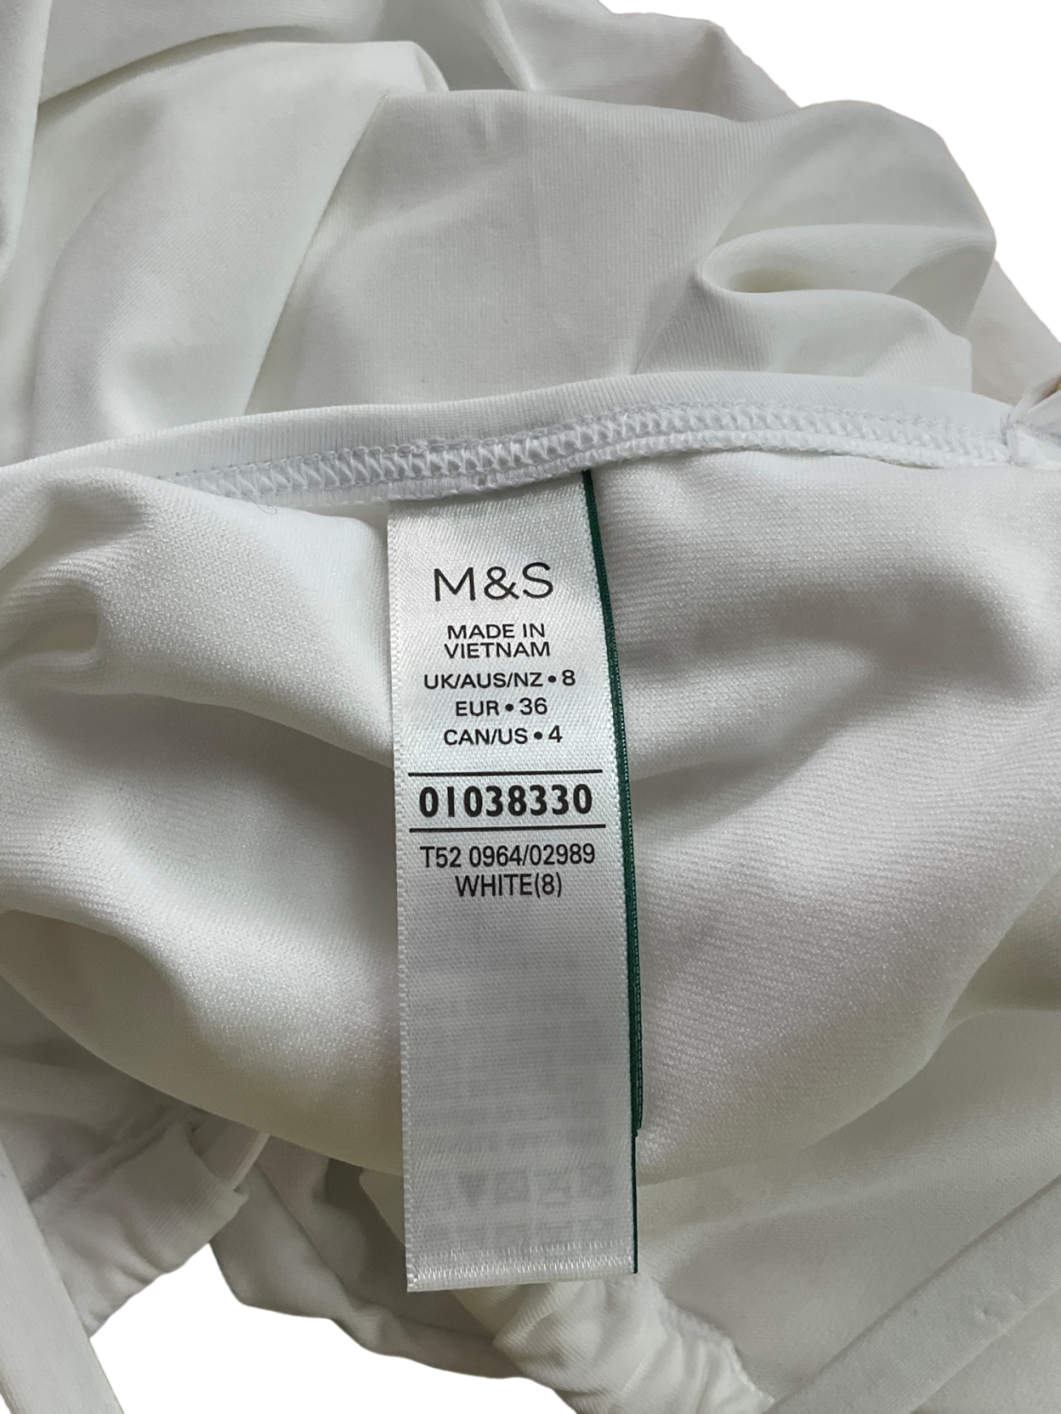 M&S
MADE IN
VIETNAM
UK/AUS/NZ • 8
EUR • 36
CAN/US • 4
01038330
T52 0964/02989
WHITE(8)